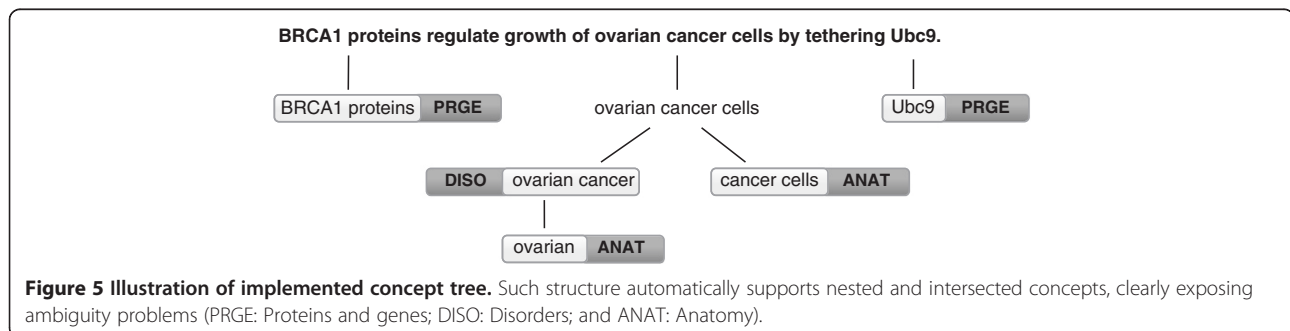 BRCA1 proteins regulate growth of ovarian cancer cells by tethering Ubc9.
BRCA1 proteins PRGE
ovarian cancer cells
Ubc9 PRGE
DISO ovarian cancer
cancer cells ANAT
ovarian ANAT
Figure 5 Illustration of implemented concept tree. Such structure automatically supports nested and intersected concepts, clearly exposing
ambiguity problems (PRGE: Proteins and genes; DISO: Disorders; and ANAT: Anatomy).